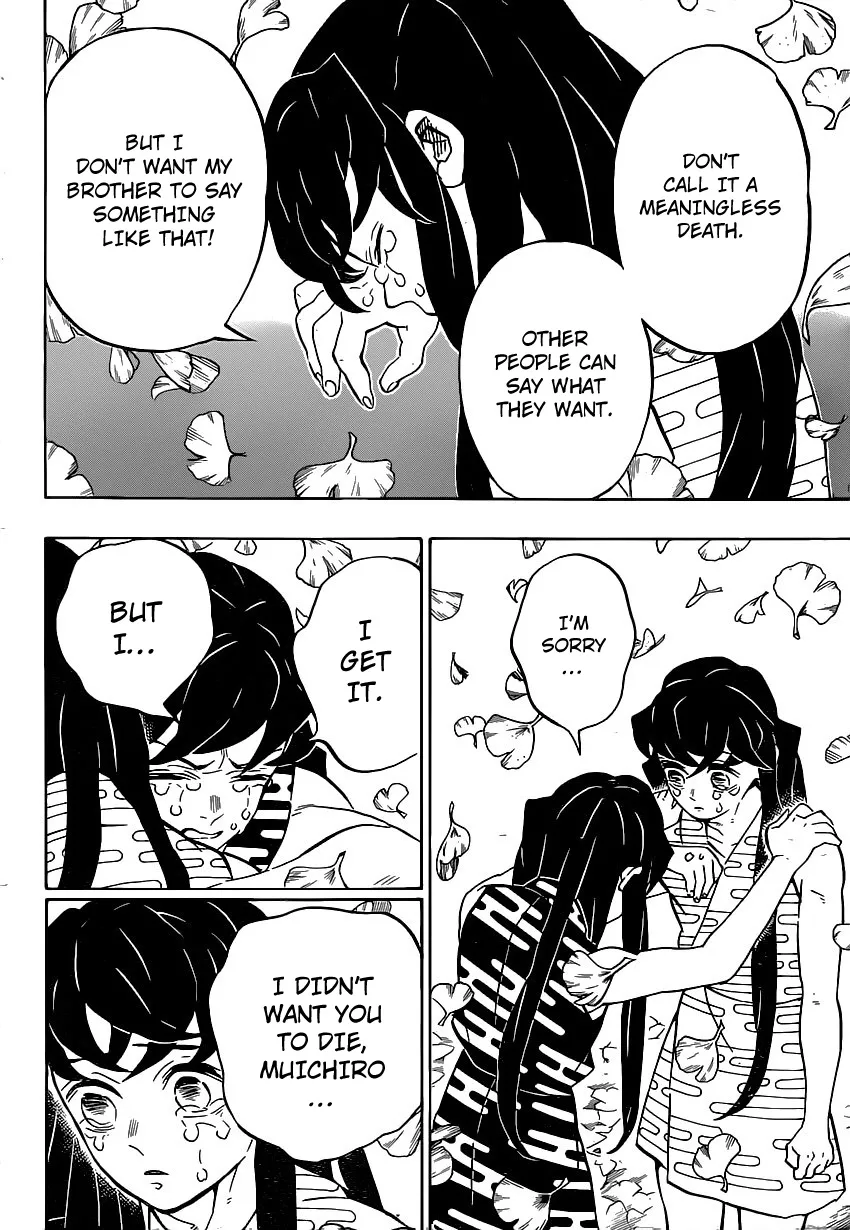 DON'T
CALL IT A
MEANINGLESS
DEATH.
OTHER
PEOPLE CAN
SAY WHAT
THEY WANT.
BUT I
DON'T WANT MY
BROTHER TO SAY
SOMETHING
LIKE THAT!
I'M
SORRY
...
I
GET
IT.
BUT
I...
I DIDN'T
WANT YOU
TO DIE,
MUICHIRO
...